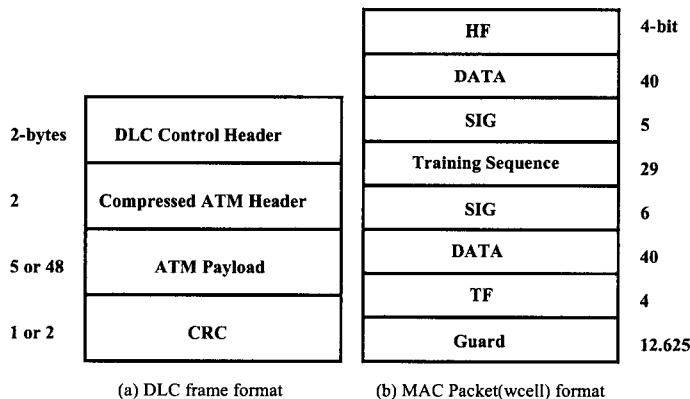 2-bytes DLC Control Header
2 Compressed ATM Header
5 or 48 ATM Payload
1 or 2 CRC
(a) DLC frame format
HF 4-bit
DATA 40
SIG 5
Training Sequence 29
SIG 6
DATA 40
TF 4
Guard 12.625
(b) MAC Packet(wcell) format